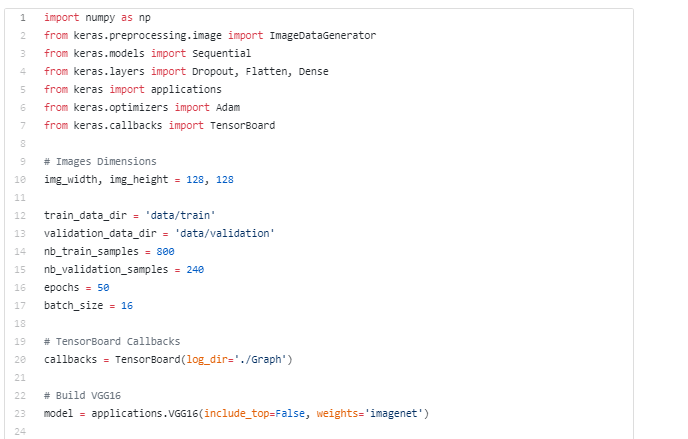 1 import numpy as np
2 from keras.preprocessing.image import ImageDataGenerator
3 from keras.models import Sequential
4 from keras.layers import Dropout, Flatten, Dense
5 from keras import applications
6 from keras.optimizers import Adam
7 from keras.callbacks import TensorBoard
8
9 # Images Dimensions
10 img_width, img_height = 128, 128
11
12 train_data_dir = 'data/train'
13 validation_data_dir = 'data/validation'
14 nb_train_samples = 800
15 nb_validation_samples = 240
16 epochs = 50
17 batch_size = 16
18
19 # TensorBoard Callbacks
20 callbacks = TensorBoard(log_dir='./Graph')
21
22 # Build VGG16
23 model = applications.VGG16(include_top=False, weights='imagenet')
24